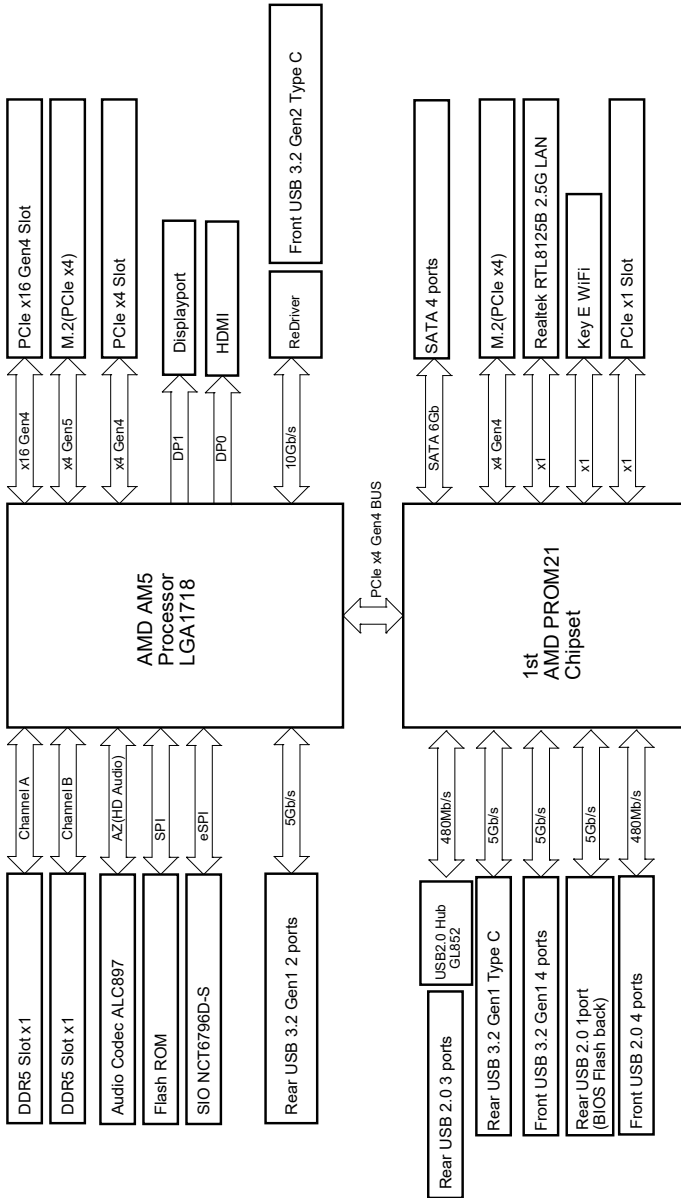 DDR5 Slot x1
Channel A
AMD AM5
Processor
LGA1718
x16 Gen4
PCIe x16 Gen4 Slot
DDR5 Slot x1
Channel B
x4 Gen5
M.2(PCIe x4)
Audio Codec ALC897
AZ(HD Audio)
x4 Gen4
PCIe x4 Slot
Flash ROM
SPI
DP1
Displayport
SIO NCT6796D-S
eSPI
DP0
HDMI
Rear USB 3.2 Gen1 2 ports
5Gb/s
10Gb/s
ReDriver
Front USB 3.2 Gen2 Type C
PCIe x4 Gen4 BUS
Rear USB 2.0 3 ports
USB2.0 Hub
GL852
480Mb/s
1st
AMD PROM21
Chipset
SATA 6Gb
SATA 4 ports
Rear USB 3.2 Gen1 Type C
5Gb/s
x4 Gen4
M.2(PCIe x4)
Front USB 3.2 Gen1 4 ports
5Gb/s
x1
Realtek RTL8125B 2.5G LAN
Rear USB 2.0 1port
(BIOS Flash back)
5Gb/s
x1
Key E WiFi
Front USB 2.0 4 ports
480Mb/s
x1
PCIe x1 Slot